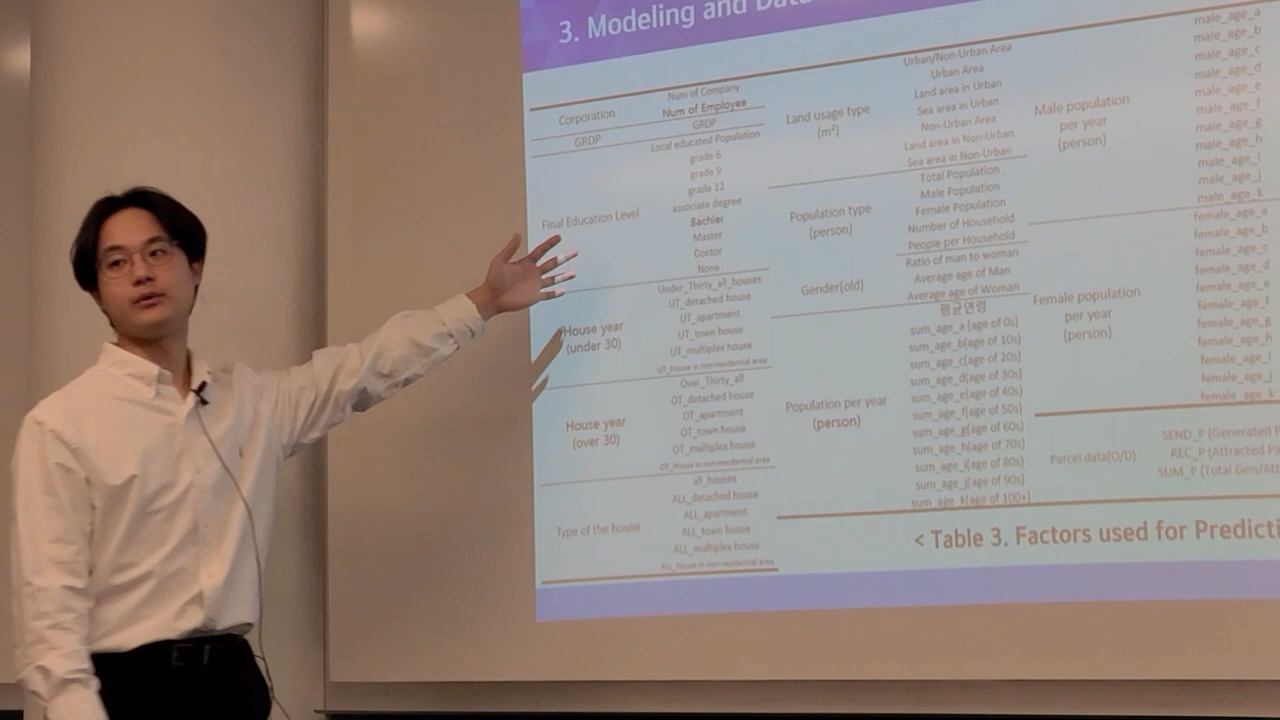 3. Modeling and Data
Corporation
Num of Company
Num of Employee
GRDP
GRDP
Final Education Level
Local educated Population
grade 6
grade 9
grade 12
associate degree
Bachler
Master
Doctor
None
House year
(under 30)
Under_Thirty_all_houses
UT_detached house
UT_apartment
UT_town house
UT_multiplex house
UT_House in non-residential area
House year
(over 30)
Over_Thirty_all
OT_detached house
OT_apartment
OT_town house
OT_multiplex house
OT_House in non-residential area
Type of the house
all_houses
ALL_detached house
ALL_apartment
ALL_town house
ALL_multiplex house
ALL_House in non-residential area
Land usage type
(m²)
Urban/Non-Urban Area
Urban Area
Land area in Urban
Sea area in Urban
Non-Urban Area
Land area in Non-Urban
Sea area in Non-Urban
Population type
(person)
Total Population
Male Population
Female Population
Number of Household
People per Household
Gender(old)
Ratio of man to woman
Average age of Man
Average age of Woman
평균연령
Population per year
(person)
sum_age_a (age of 0s)
sum_age_b(age of 10s)
sum_age_c(age of 20s)
sum_age_d(age of 30s)
sum_age_e(age of 40s)
sum_age_f(age of 50s)
sum_age_g(age of 60s)
sum_age_h(age of 70s)
sum_age_i(age of 80s)
sum_age_j(age of 90s)
sum_age_k(age of 100+)
Male population
per year
(person)
male_age_a
male_age_b
male_age_c
male_age_d
male_age_e
male_age_f
male_age_g
male_age_h
male_age_i
male_age_j
male_age_k
Female population
per year
(person)
female_age_a
female_age_b
female_age_c
female_age_d
female_age_e
female_age_f
female_age_g
female_age_h
female_age_i
female_age_j
female_age_k
Parcel data(O/D)
SEND_P (Generated P
REC_P (Attracted Pa
SUM_P (Total Gen/Att
< Table 3. Factors used for Predicti